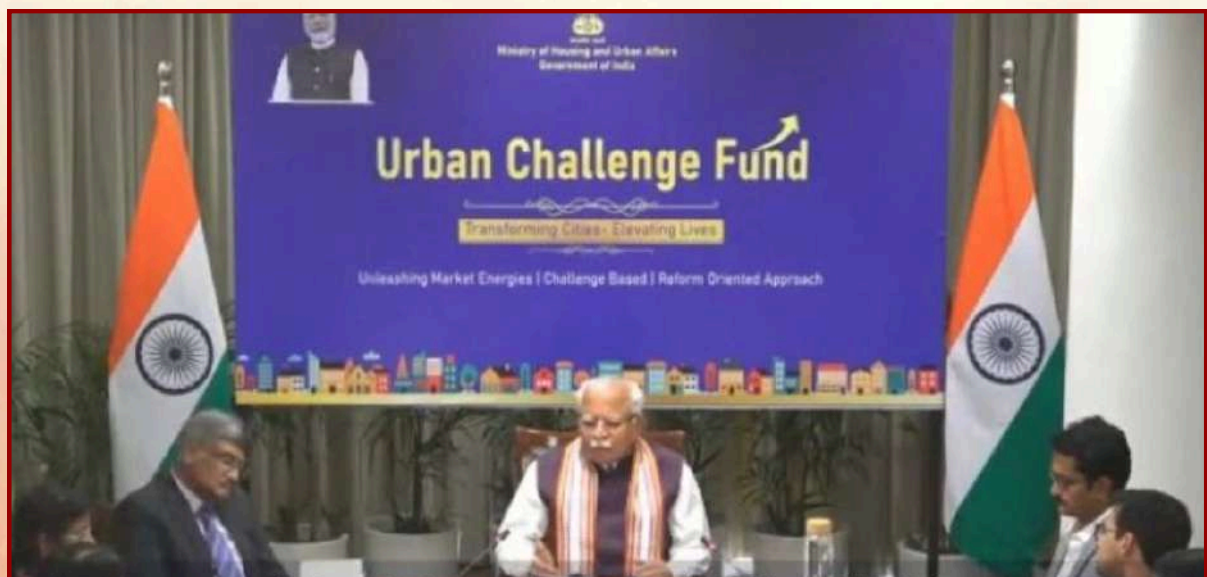 Ministry of Housing and Urban Affairs
Government of India
Urban Challenge Fund
Transforming Cities- Elevating Lives
Unleashing Market Energies | Challenge Based | Reform Oriented Approach